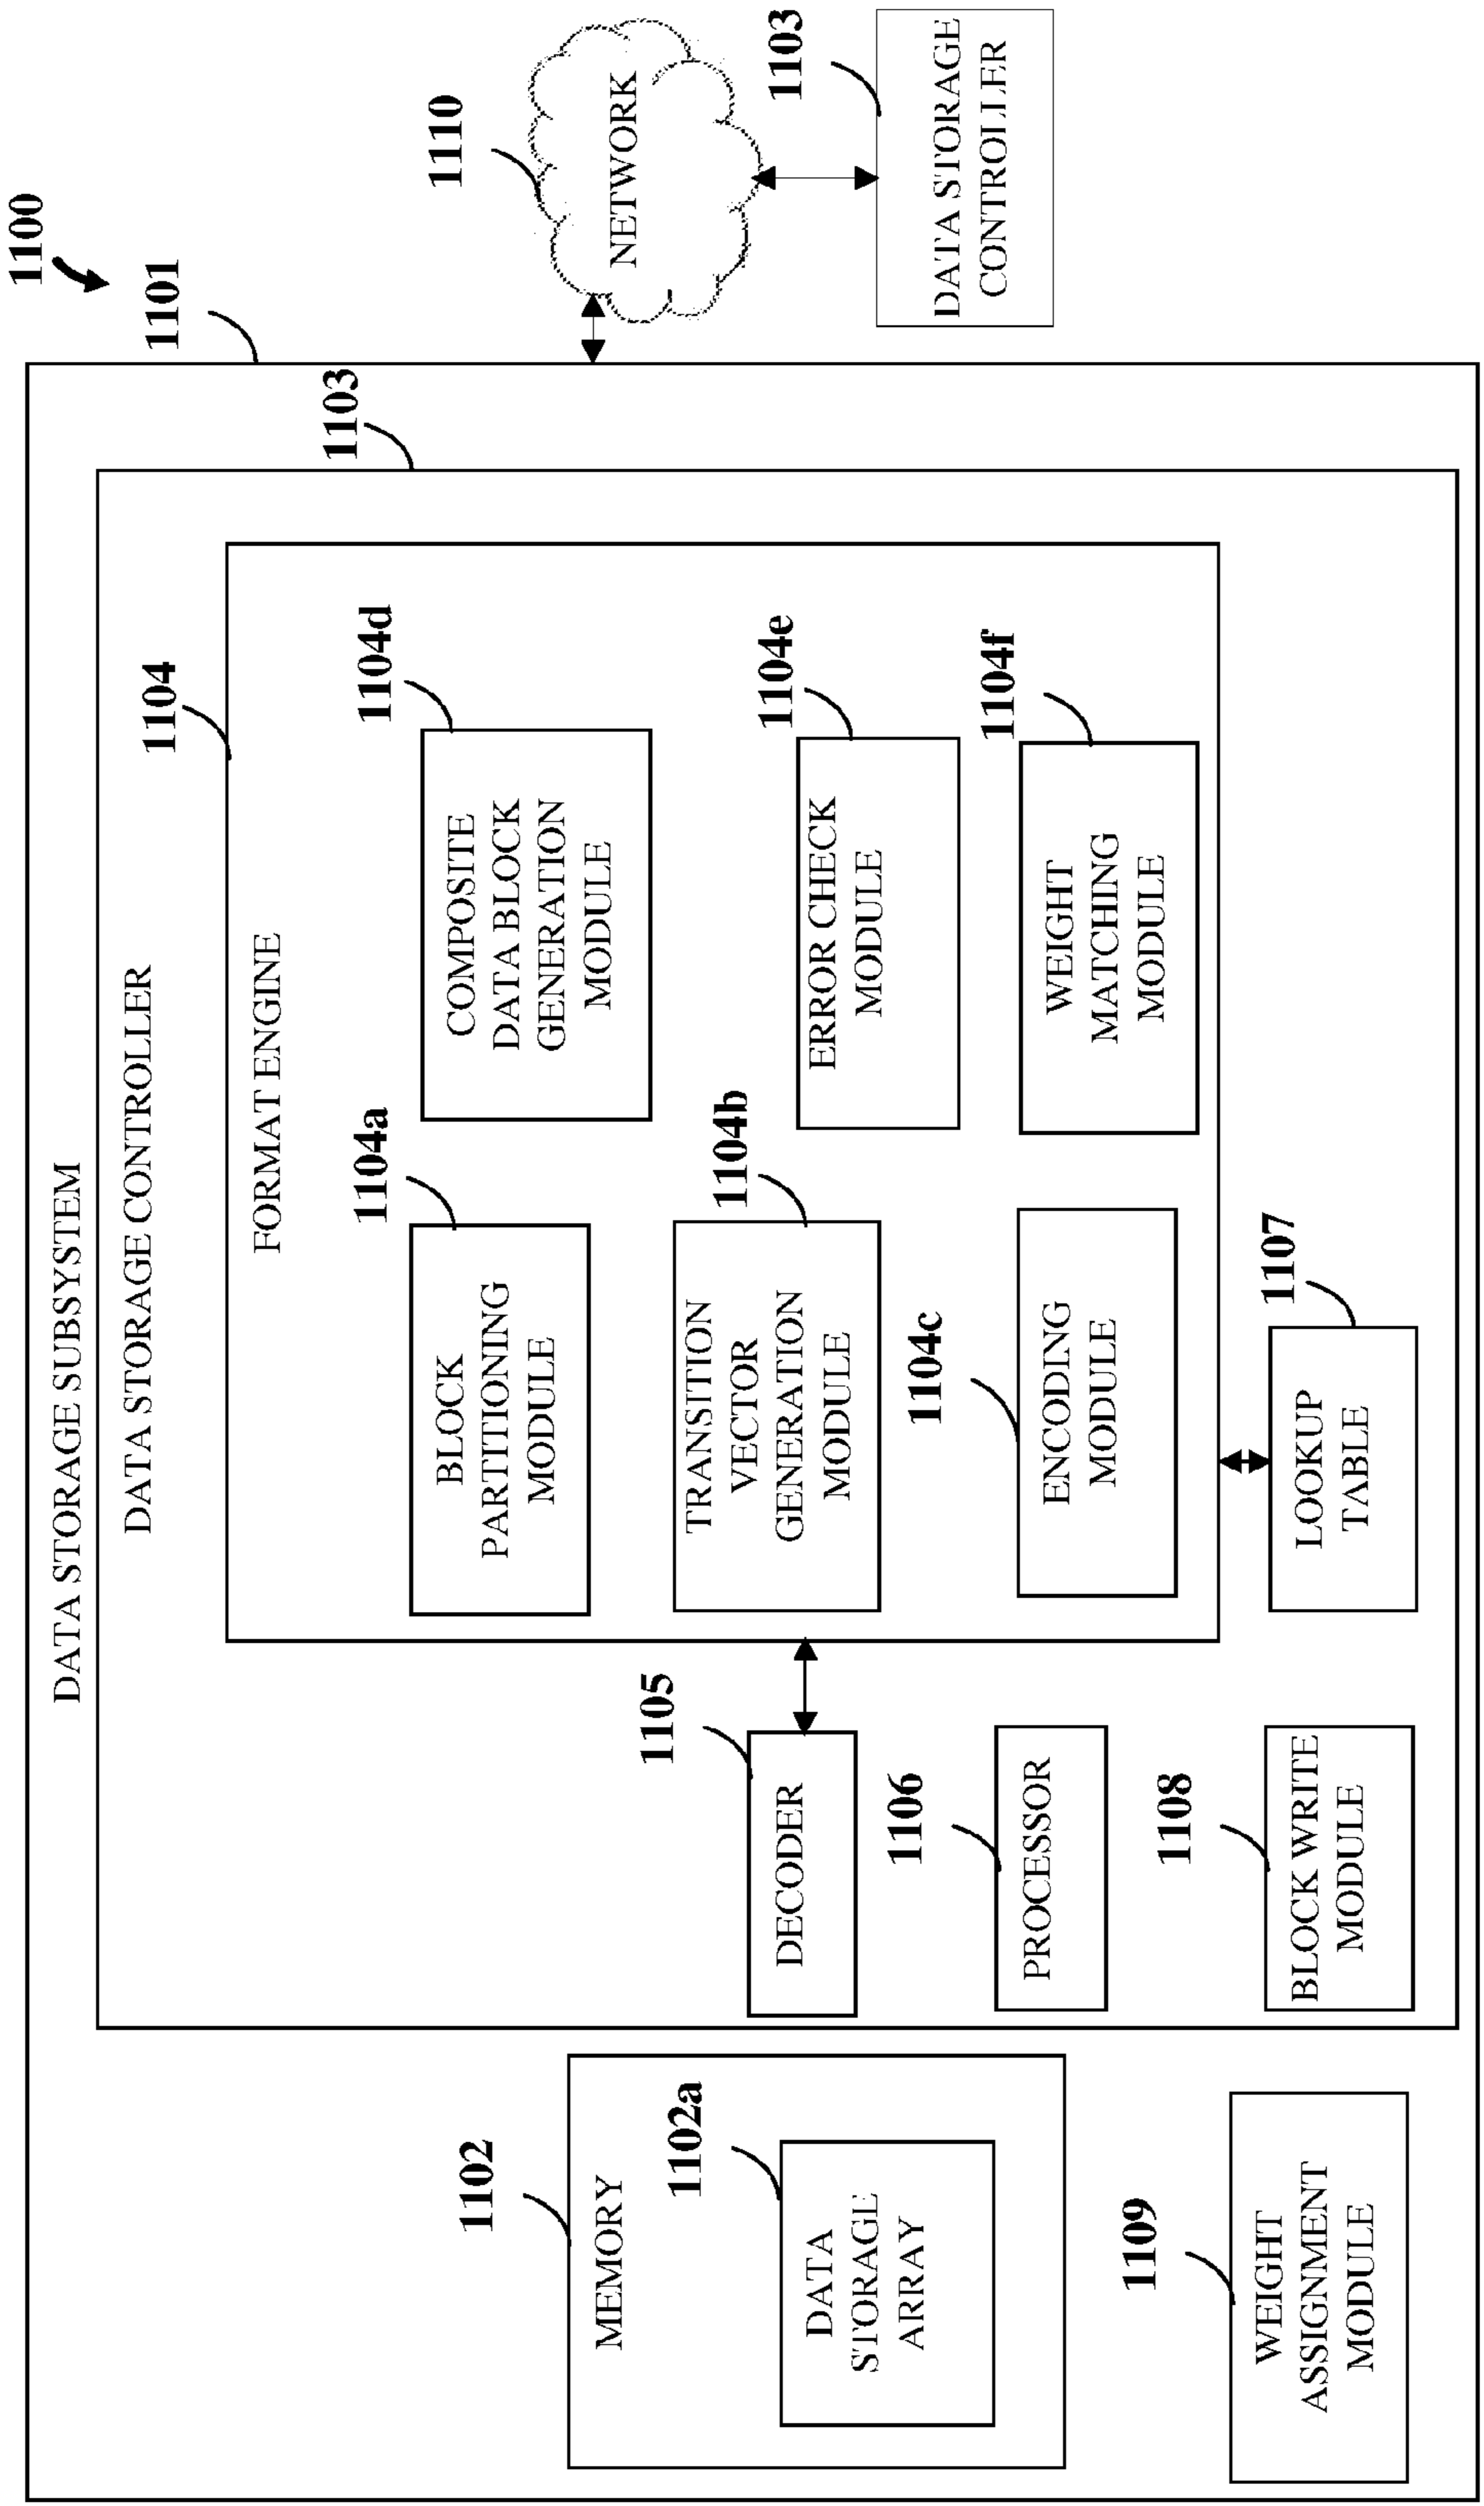 1100
1101
DATA STORAGE SUBSYSTEM
1103
DATA STORAGE CONTROLLER
1104
FORMAT ENGINE
1104a
BLOCK
PARTITIONING
MODULE
1104d
COMPOSITE
DATA BLOCK
GENERATION
MODULE
1104b
TRANSITION
VECTOR
GENERATION
MODULE
1104e
ERROR CHECK
MODULE
1104c
ENCODING
MODULE
1104f
WEIGHT
MATCHING
MODULE
1105
DECODER
1106
PROCESSOR
1108
BLOCK WRITE
MODULE
1107
LOOKUP
TABLE
1102
MEMORY
1102a
DATA
STORAGE
ARRAY
1109
WEIGHT
ASSIGNMENT
MODULE
1110
NETWORK
1103
DATA STORAGE
CONTROLLER